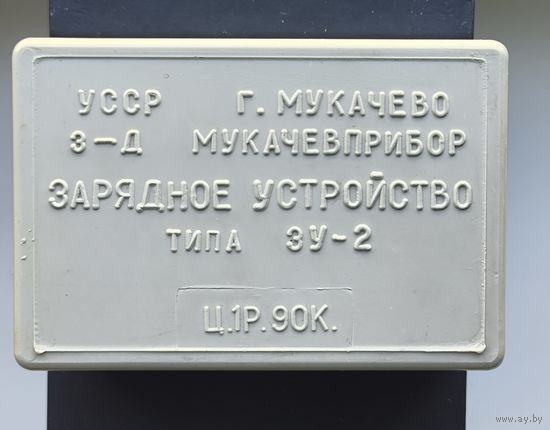 УССР Г. МУКАЧЕВО
З-Д МУКАЧЕВПРИБОР
ЗАРЯДНОЕ УСТРОЙСТВО
ТИПА ЗУ-2
Ц.1Р.90К.
www.ay.by